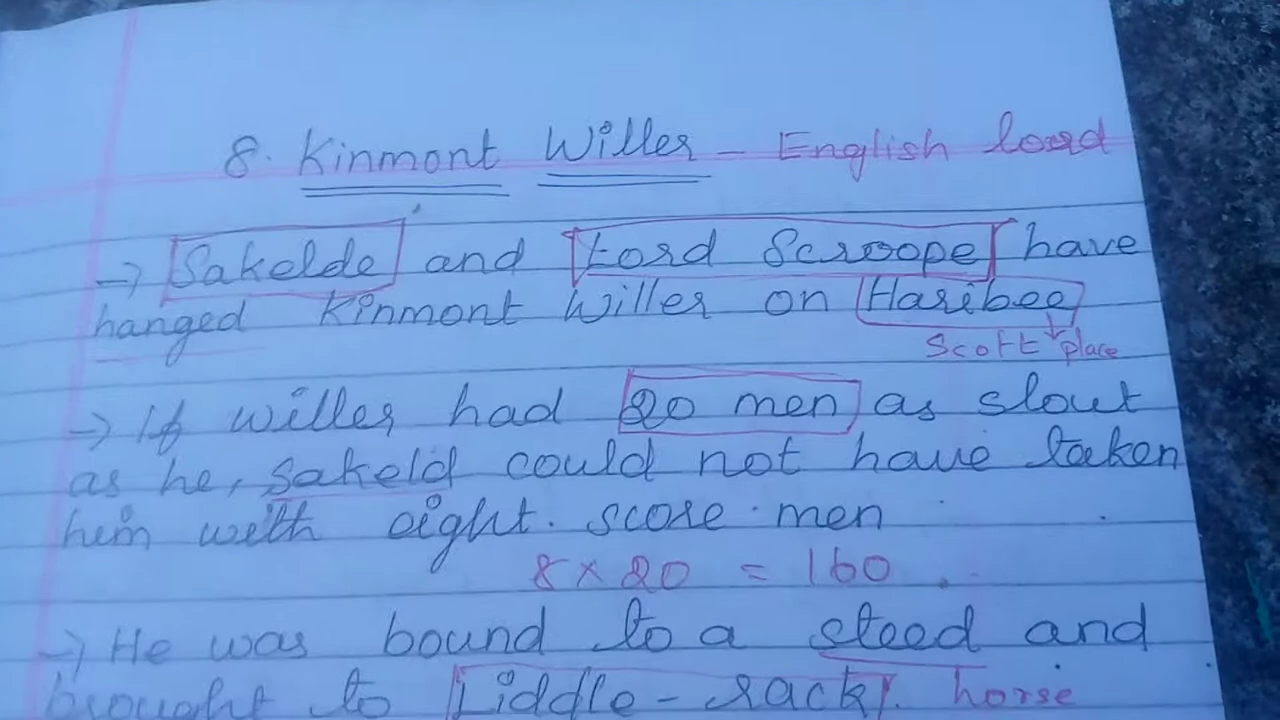 8. Kinmont Willer - English loard
→ Sakelde and Lord Scroope have
hanged Kinmont Willer on Haribee
Scott place
→ If willer had 20 men as stout
as he, Sakeld could not have taken
him with eight score men
8 × 20 = 160
→ He was bound to a steed and
brought to Liddle-rack. horse